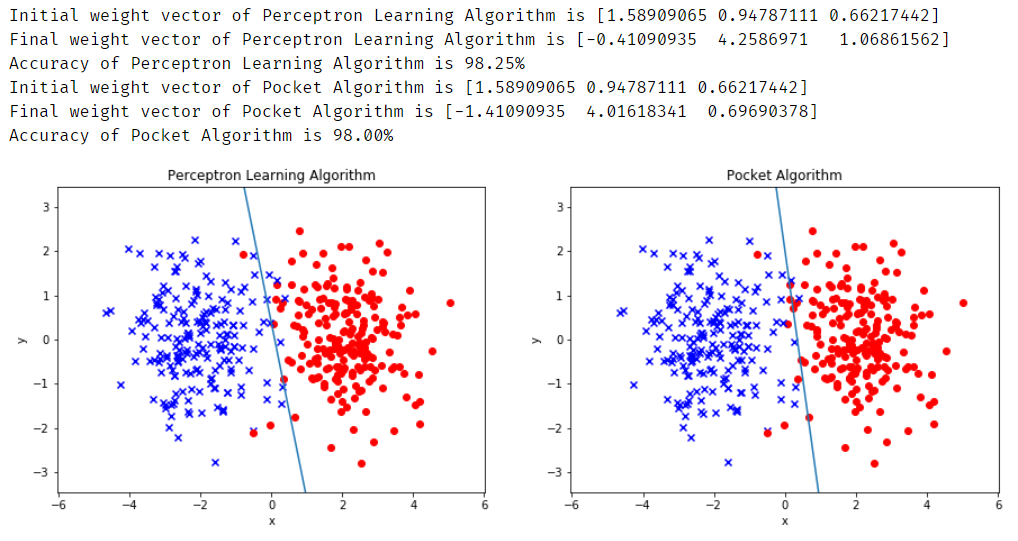 Initial weight vector of Perceptron Learning Algorithm is [1.58909065 0.94787111 0.66217442]
Final weight vector of Perceptron Learning Algorithm is [-0.41090935  4.2586971   1.06861562]
Accuracy of Perceptron Learning Algorithm is 98.25%
Initial weight vector of Pocket Algorithm is [1.58909065 0.94787111 0.66217442]
Final weight vector of Pocket Algorithm is [-1.41090935  4.01618341  0.69690378]
Accuracy of Pocket Algorithm is 98.00%
Perceptron Learning Algorithm
3
2
1
0
−1
−2
−3
y
−6 −4 −2 0 2 4 6
x
Pocket Algorithm
3
2
1
0
−1
−2
−3
y
−6 −4 −2 0 2 4 6
x